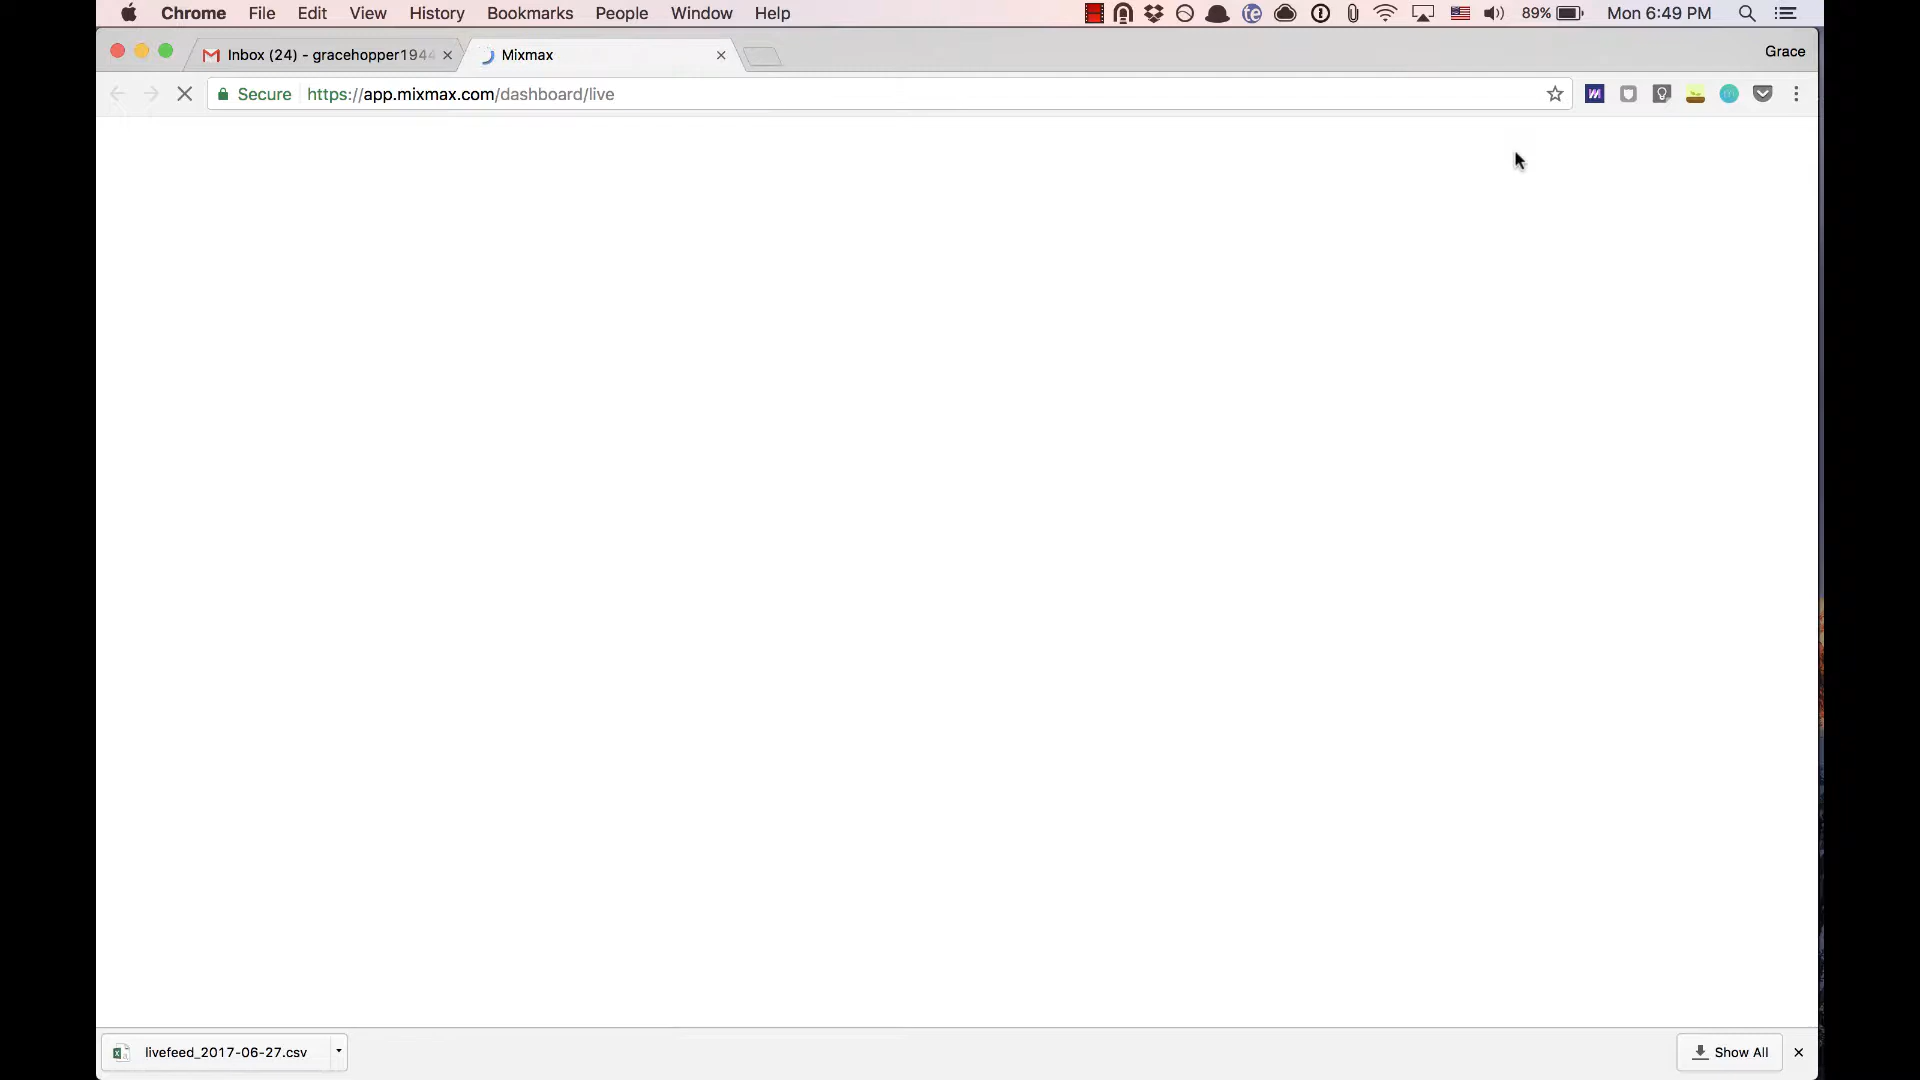 Chrome File Edit View History Bookmarks People Window Help 89% Mon 6:49 PM
Inbox (24) - gracehopper1944 Mixmax Grace
Secure https://app.mixmax.com/dashboard/live
livefeed_2017-06-27.csv Show All